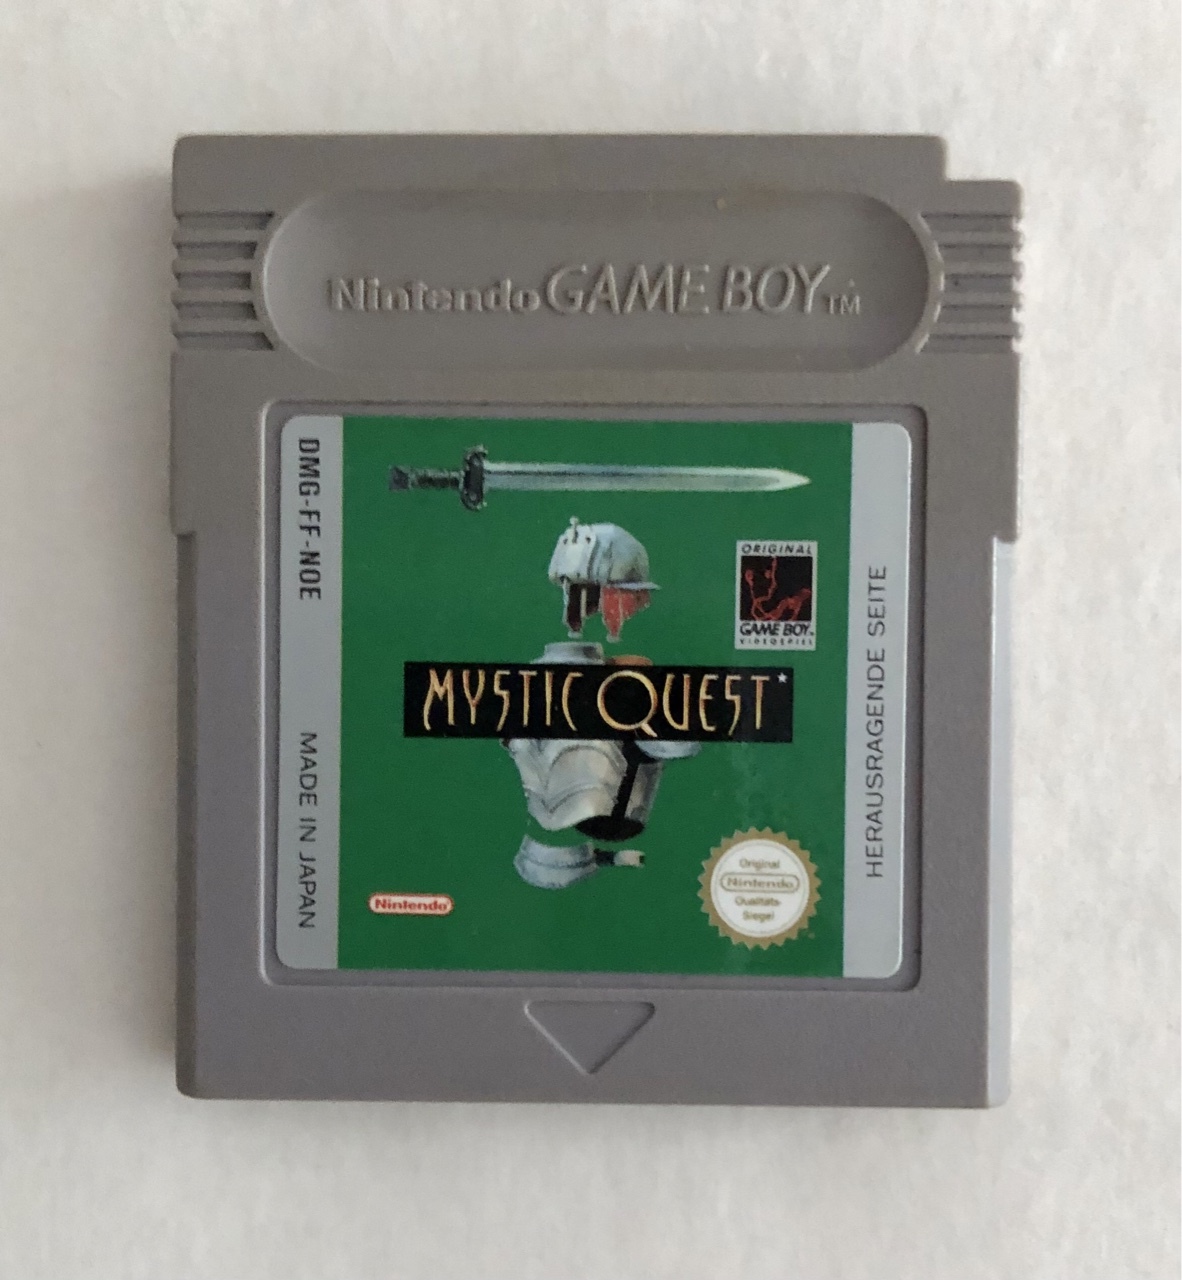 Nintendo GAME BOY TM
DMG-FF-NOE
MADE IN JAPAN
ORIGINAL
GAME BOY
VIDEOSPIEL
MYSTIC QUEST
Nintendo
Original
Nintendo
Qualitäts-
Siegel
HERAUSRAGENDE SEITE